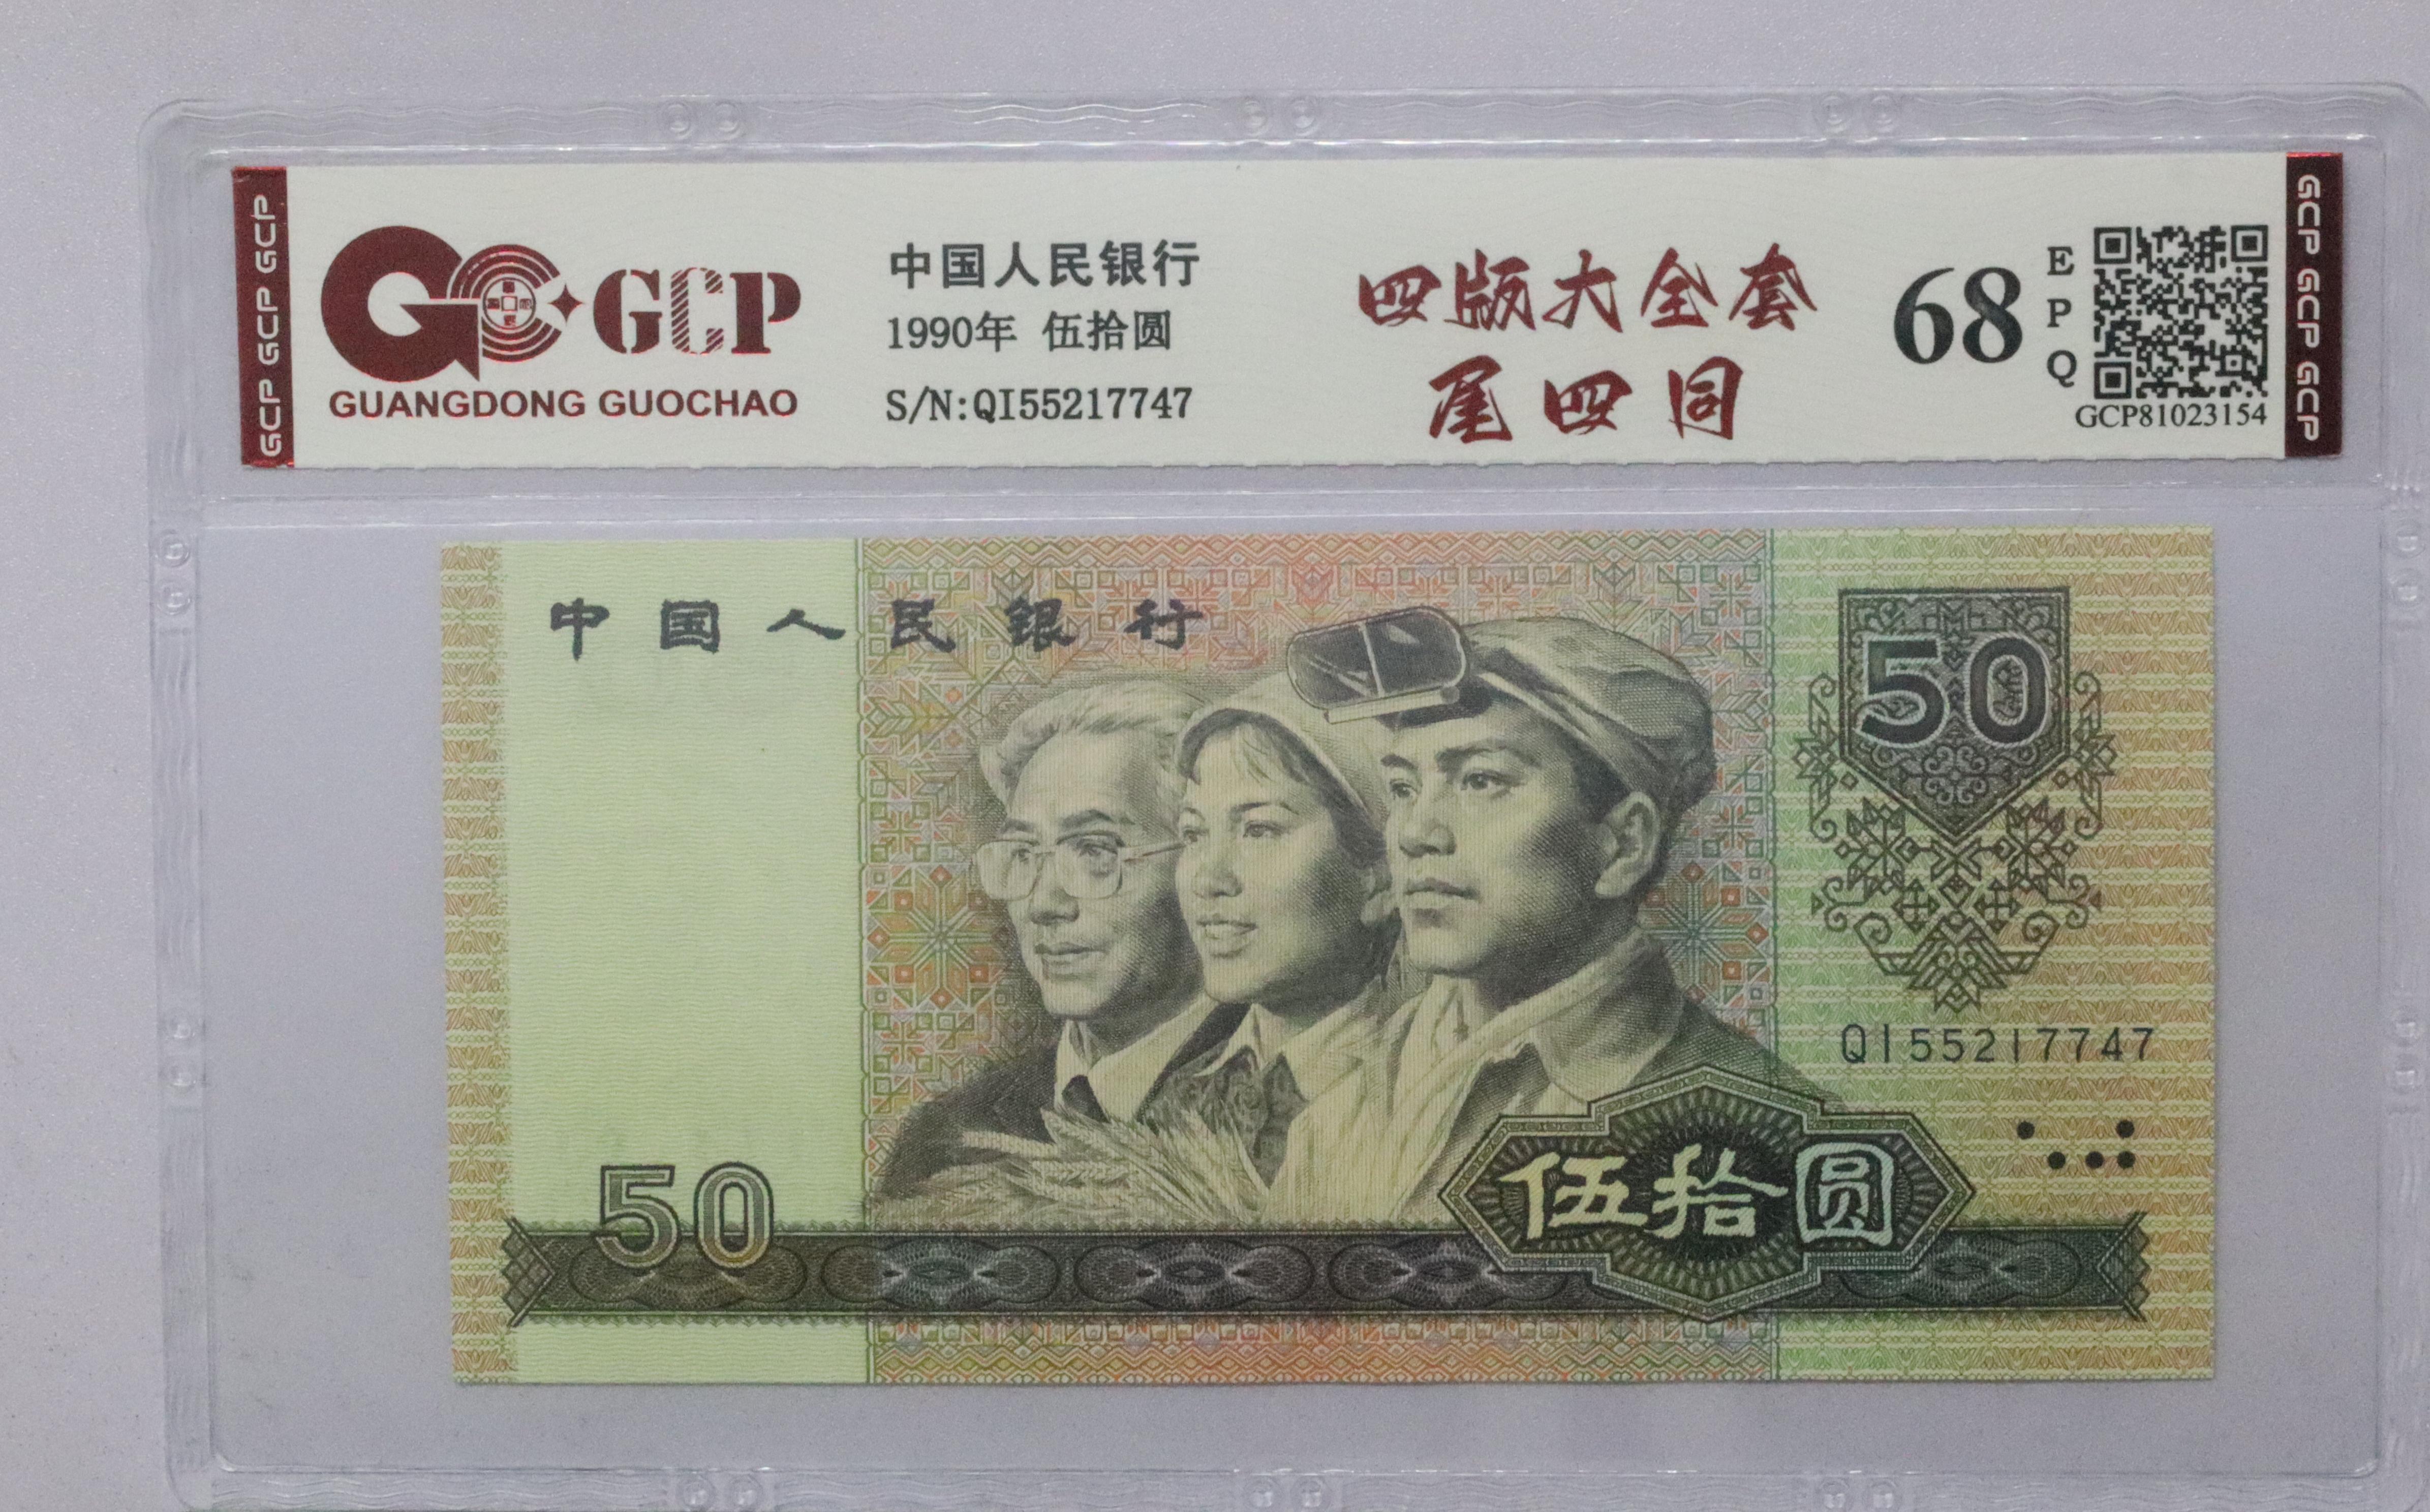 GCP GCP GCP
GCP
GUANGDONG GUOCHAO
中国人民银行
1990年 伍拾圆
S/N:QI55217747
四版大全套
尾四同
68
E
P
Q
GCP81023154
GCP GCP GCP
中国人民银行
50
QI55217747
50
伍拾圆